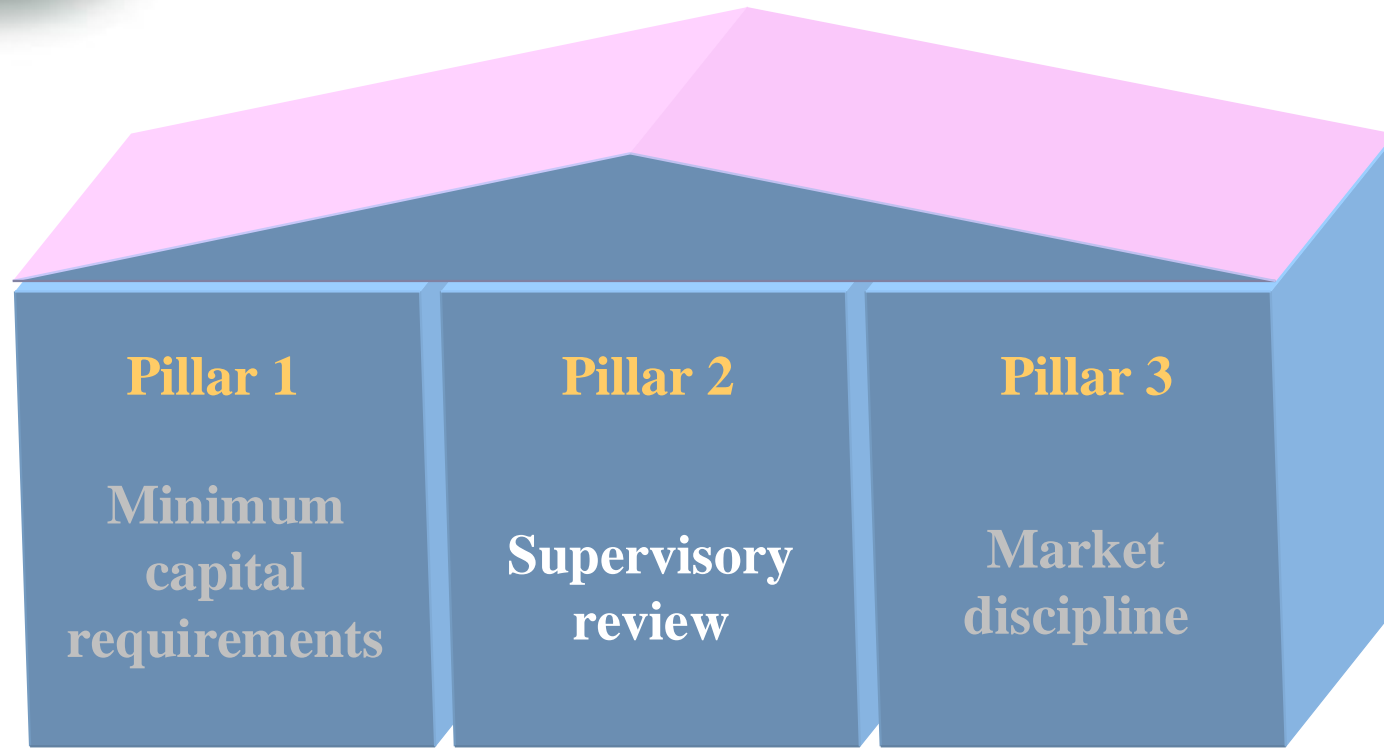 Pillar 1
Minimum
capital
requirements
Pillar 2
Supervisory
review
Pillar 3
Market
discipline